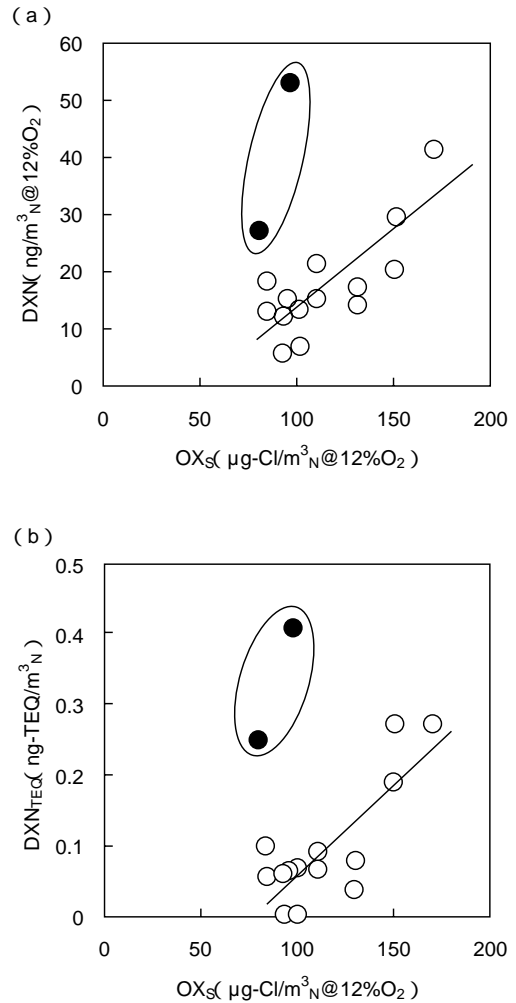 (a)
60
50
40
30
20
10
0
DXN( ng/m³N@12%O₂)
0 50 100 150 200
OXS( µg-Cl/m³N@12%O₂)
(b)
0.5
0.4
0.3
0.2
0.1
0
DXNTEQ( ng-TEQ/m³N)
0 50 100 150 200
OXS( µg-Cl/m³N@12%O₂)